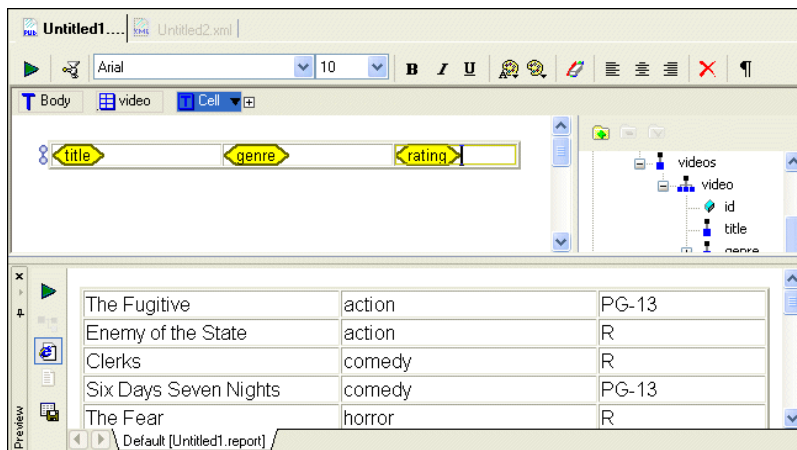 Untitled1.... Untitled2.xml
Arial 10 B I U ¶
Body video Cell
title genre rating
videos
video
id
title
genre
The Fugitive action PG-13
Enemy of the State action R
Clerks comedy R
Six Days Seven Nights comedy PG-13
The Fear horror R
Preview
Default [Untitled1.report]